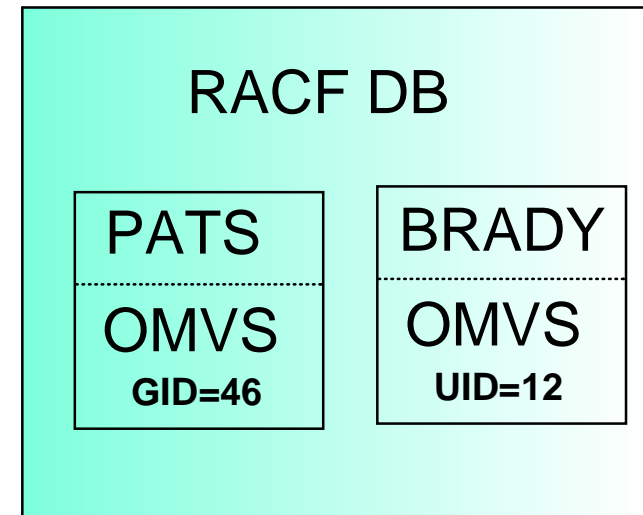 RACF DB
PATS
OMVS
GID=46
BRADY
OMVS
UID=12